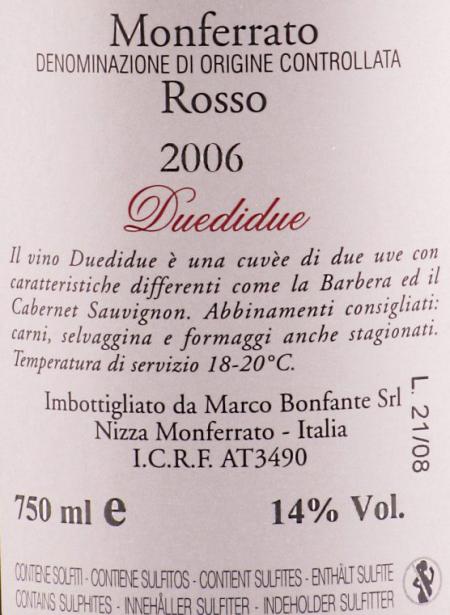 Monferrato
DENOMINAZIONE DI ORIGINE CONTROLLATA
Rosso
2006
Duedidue
Il vino Duedidue è una cuvèe di due uve con
caratteristiche differenti come la Barbera ed il
Cabernet Sauvignon. Abbinamenti consigliati:
carni, selvaggina e formaggi anche stagionati.
Temperatura di servizio 18-20°C.
Imbottigliato da Marco Bonfante Srl
Nizza Monferrato - Italia
I.C.R.F. AT3490
L. 21/08
750 ml e
14% Vol.
CONTIENE SOLFITI - CONTIENE SULFITOS - CONTIENT SULFITES - ENTHÄLT SULFITE
CONTAINS SULPHITES - INNEHÅLLER SULFITER - INDEHOLDER SULFITTER